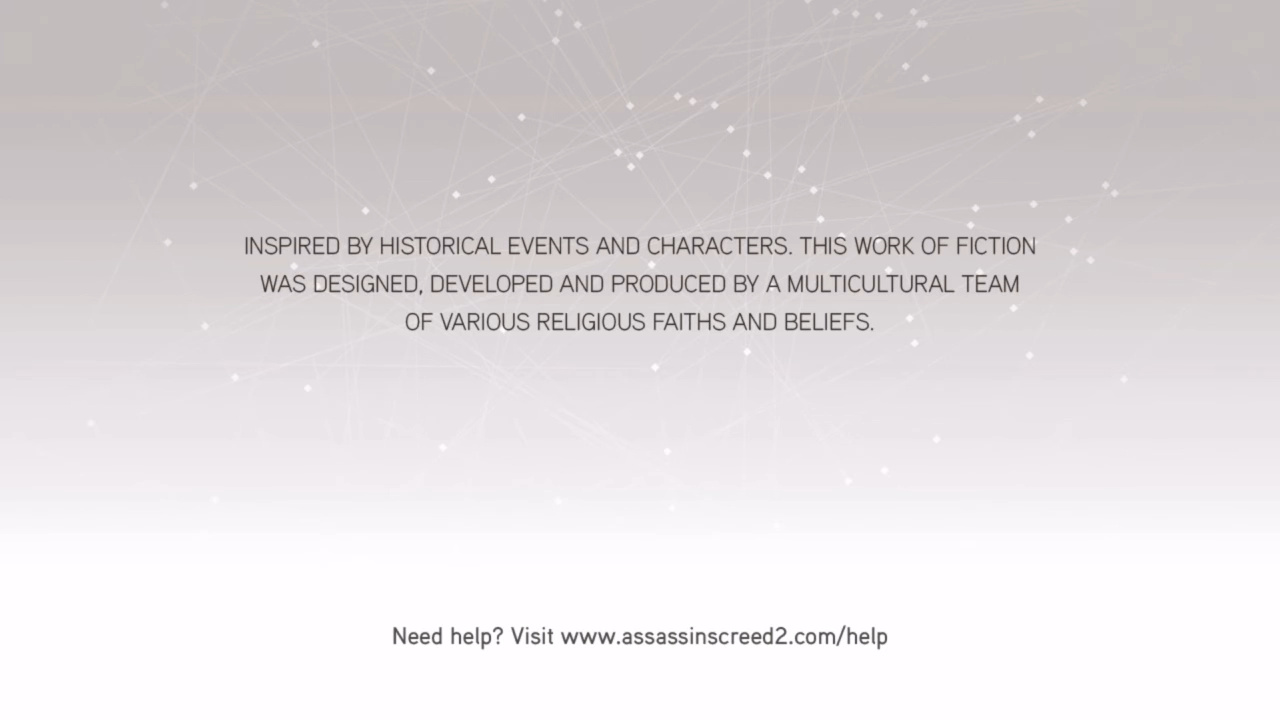 INSPIRED BY HISTORICAL EVENTS AND CHARACTERS. THIS WORK OF FICTION
WAS DESIGNED, DEVELOPED AND PRODUCED BY A MULTICULTURAL TEAM
OF VARIOUS RELIGIOUS FAITHS AND BELIEFS.
Need help? Visit www.assassinscreed2.com/help